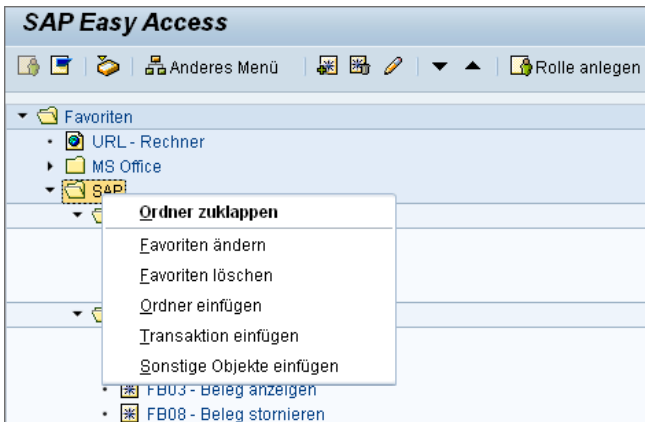 SAP Easy Access
Anderes Menü Rolle anlegen
Favoriten
URL - Rechner
MS Office
SAP
Ordner zuklappen
Favoriten ändern
Favoriten löschen
Ordner einfügen
Transaktion einfügen
Sonstige Objekte einfügen
FB03 - Beleg anzeigen
FB08 - Beleg stornieren